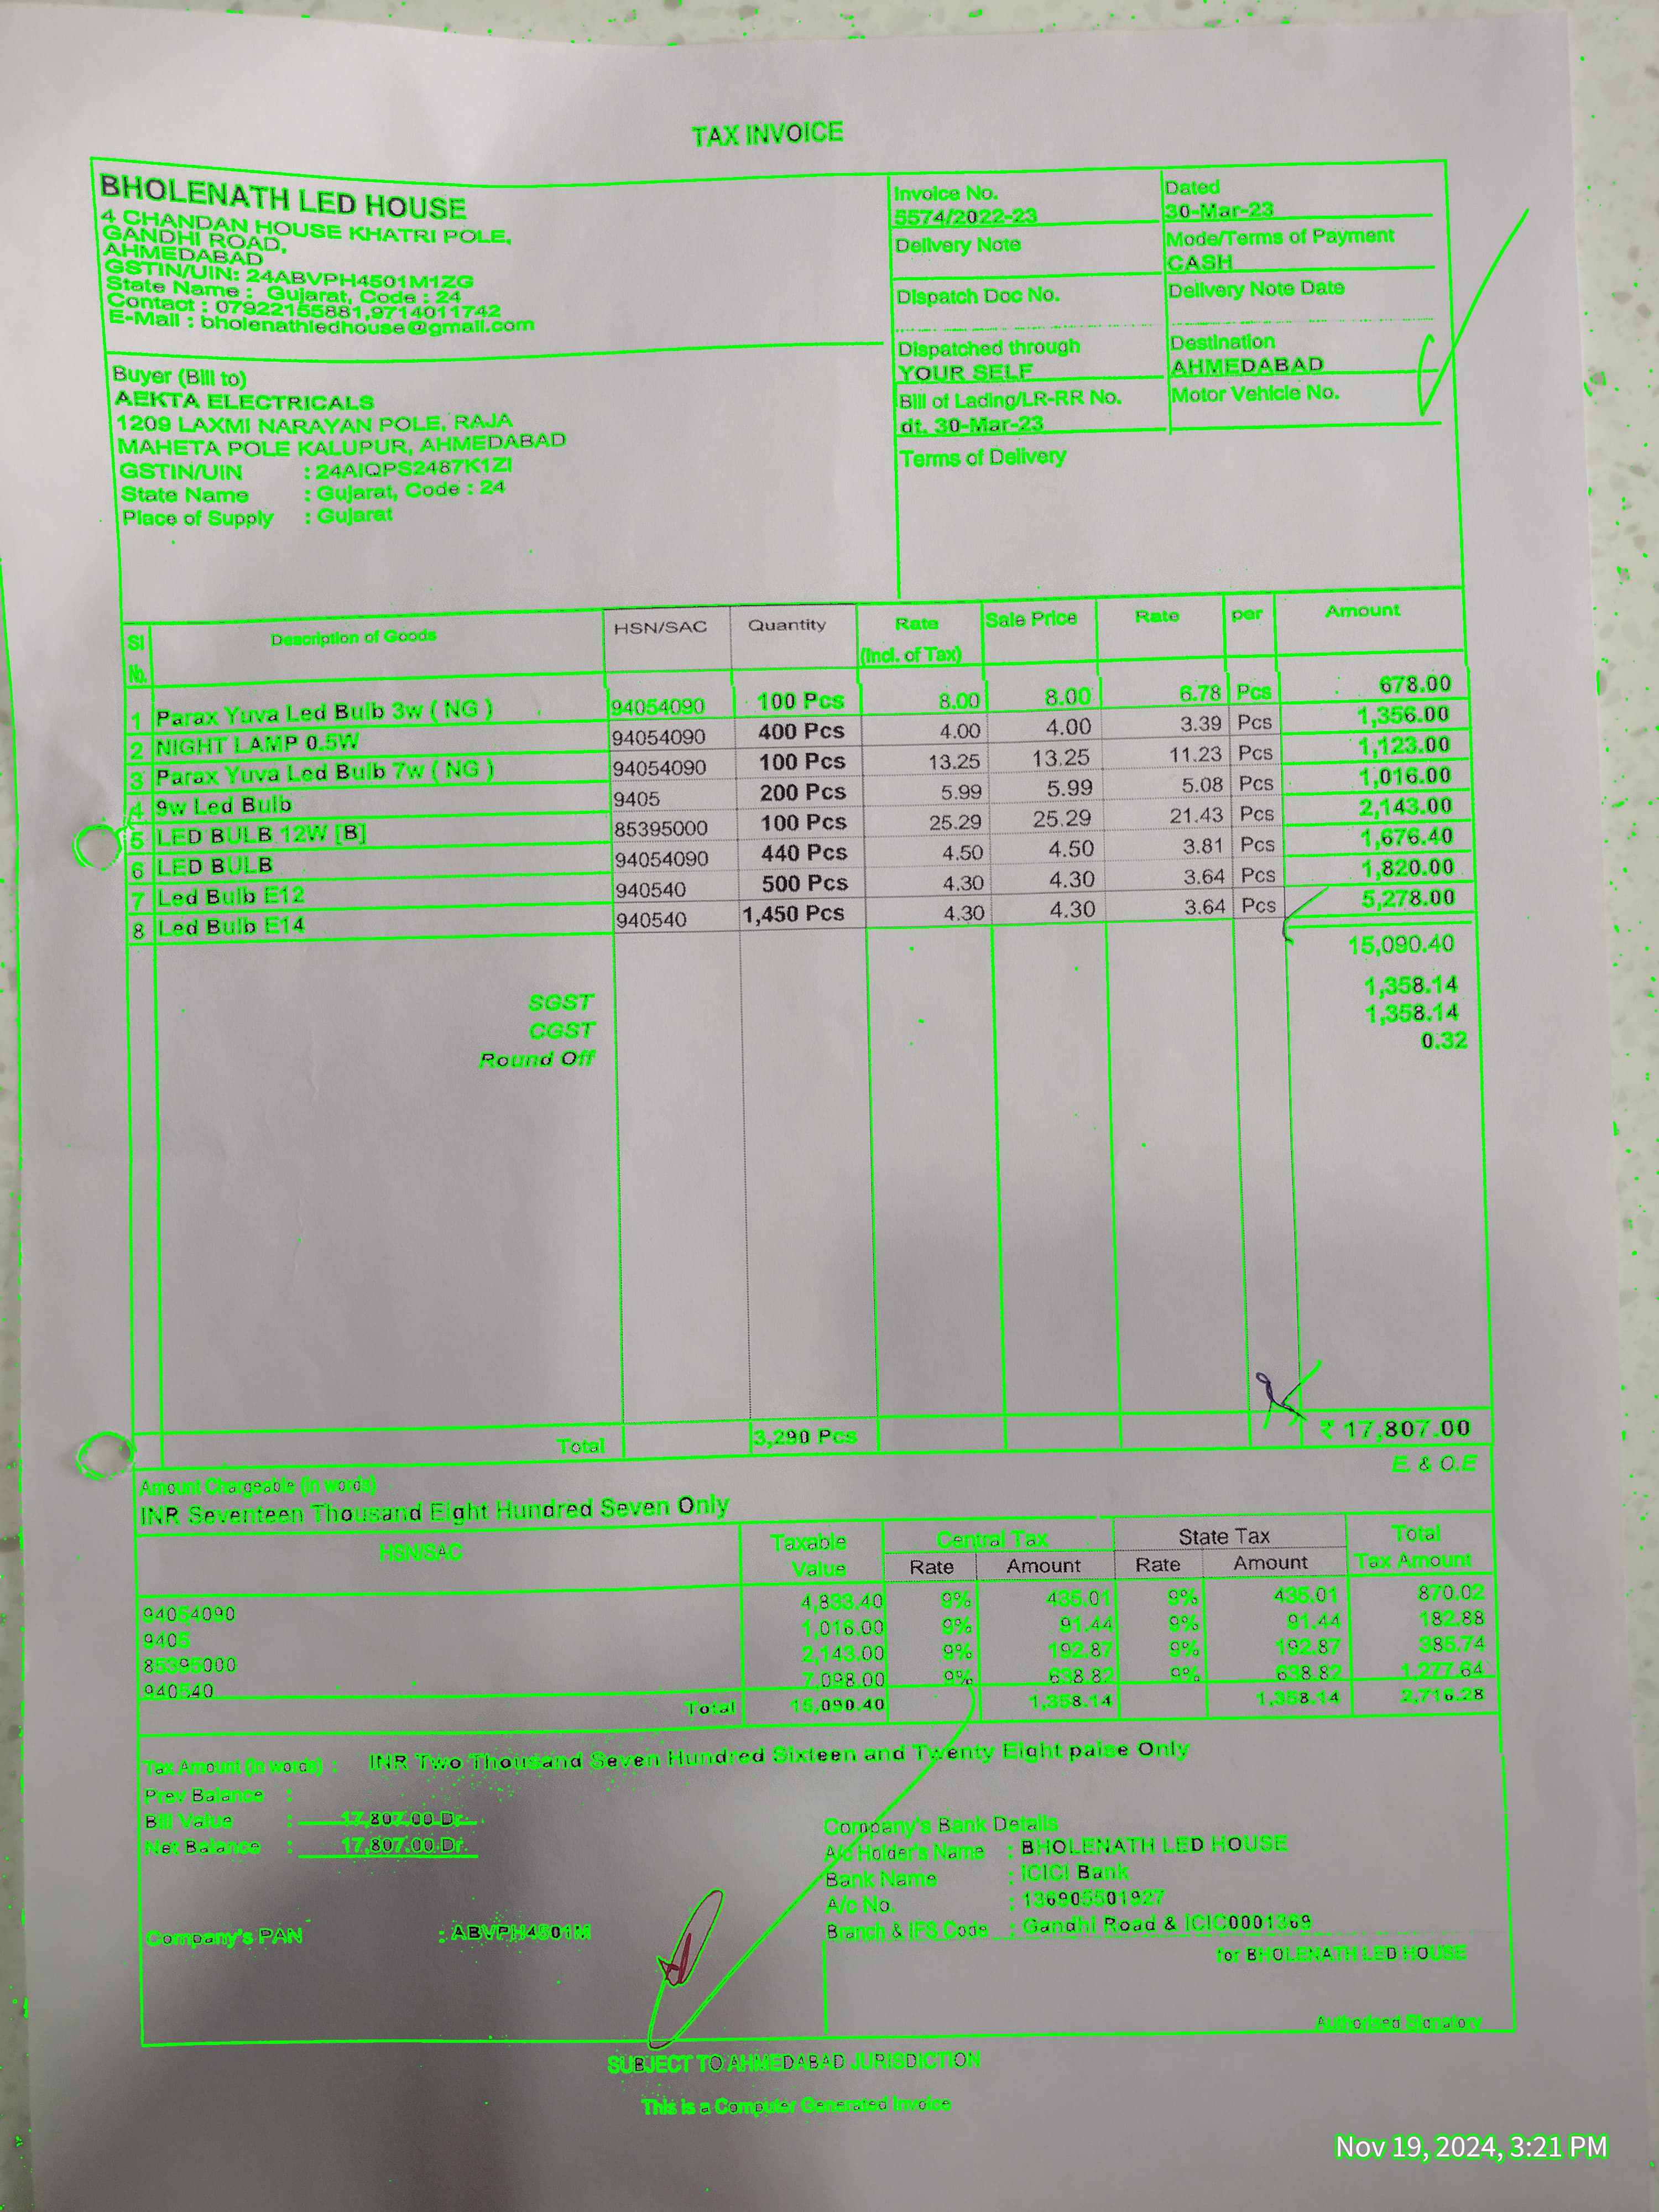 TAX INVOICE
BHOLENATH LED HOUSE
4 CHANDAN HOUSE KHATRI POLE,
GANDHI ROAD,
AHMEDABAD
GSTIN/UIN: 24ABVPH4501M1ZG
State Name : Gujarat, Code : 24
Contact : 07922155881,9714011742
E-Mail : bholenathledhouse@gmail.com
Invoice No. Dated
5574/2022-23 30-Mar-23
Delivery Note Mode/Terms of Payment
CASH
Dispatch Doc No. Delivery Note Date
Dispatched through Destination
YOUR SELF AHMEDABAD
Bill of Lading/LR-RR No. Motor Vehicle No.
dt. 30-Mar-23
Terms of Delivery
Buyer (Bill to)
AEKTA ELECTRICALS
1209 LAXMI NARAYAN POLE, RAJA
MAHETA POLE KALUPUR, AHMEDABAD
GSTIN/UIN : 24AIQPS2487K1ZI
State Name : Gujarat, Code : 24
Place of Supply : Gujarat
Sl Description of Goods HSN/SAC Quantity Rate Sale Price Rate per Amount
No. (Incl. of Tax)
1 Parax Yuva Led Bulb 3w ( NG ) 94054090 100 Pcs 8.00 8.00 6.78 Pcs 678.00
2 NIGHT LAMP 0.5W 94054090 400 Pcs 4.00 4.00 3.39 Pcs 1,356.00
3 Parax Yuva Led Bulb 7w ( NG ) 94054090 100 Pcs 13.25 13.25 11.23 Pcs 1,123.00
4 9w Led Bulb 9405 200 Pcs 5.99 5.99 5.08 Pcs 1,016.00
5 LED BULB 12W [B] 85395000 100 Pcs 25.29 25.29 21.43 Pcs 2,143.00
6 LED BULB 94054090 440 Pcs 4.50 4.50 3.81 Pcs 1,676.40
7 Led Bulb E12 940540 500 Pcs 4.30 4.30 3.64 Pcs 1,820.00
8 Led Bulb E14 940540 1,450 Pcs 4.30 4.30 3.64 Pcs 5,278.00
15,090.40
SGST 1,358.14
CGST 1,358.14
Round Off 0.32
Total 3,290 Pcs ₹ 17,807.00
E. & O.E
Amount Chargeable (in words)
INR Seventeen Thousand Eight Hundred Seven Only
HSN/SAC Taxable Central Tax State Tax Total
Value Rate Amount Rate Amount Tax Amount
94054090 4,833.40 9% 435.01 9% 435.01 870.02
9405 1,016.00 9% 91.44 9% 91.44 182.88
85395000 2,143.00 9% 192.87 9% 192.87 385.74
940540 7,098.00 9% 638.82 9% 638.82 1,277.64
Total 15,090.40 1,358.14 1,358.14 2,716.28
Tax Amount (in words) : INR Two Thousand Seven Hundred Sixteen and Twenty Eight paise Only
Prev Balance :
Bill Value : 17,807.00 Dr.
Net Balance : 17,807.00 Dr.
Company's Bank Details
A/c Holder's Name : BHOLENATH LED HOUSE
Bank Name : ICICI Bank
A/c No. : 136905501927
Branch & IFS Code : Gandhi Road & ICIC0001369
Company's PAN : ABVPH4501M
for BHOLENATH LED HOUSE
Authorised Signatory
SUBJECT TO AHMEDABAD JURISDICTION
This is a Computer Generated Invoice
Nov 19, 2024, 3:21 PM